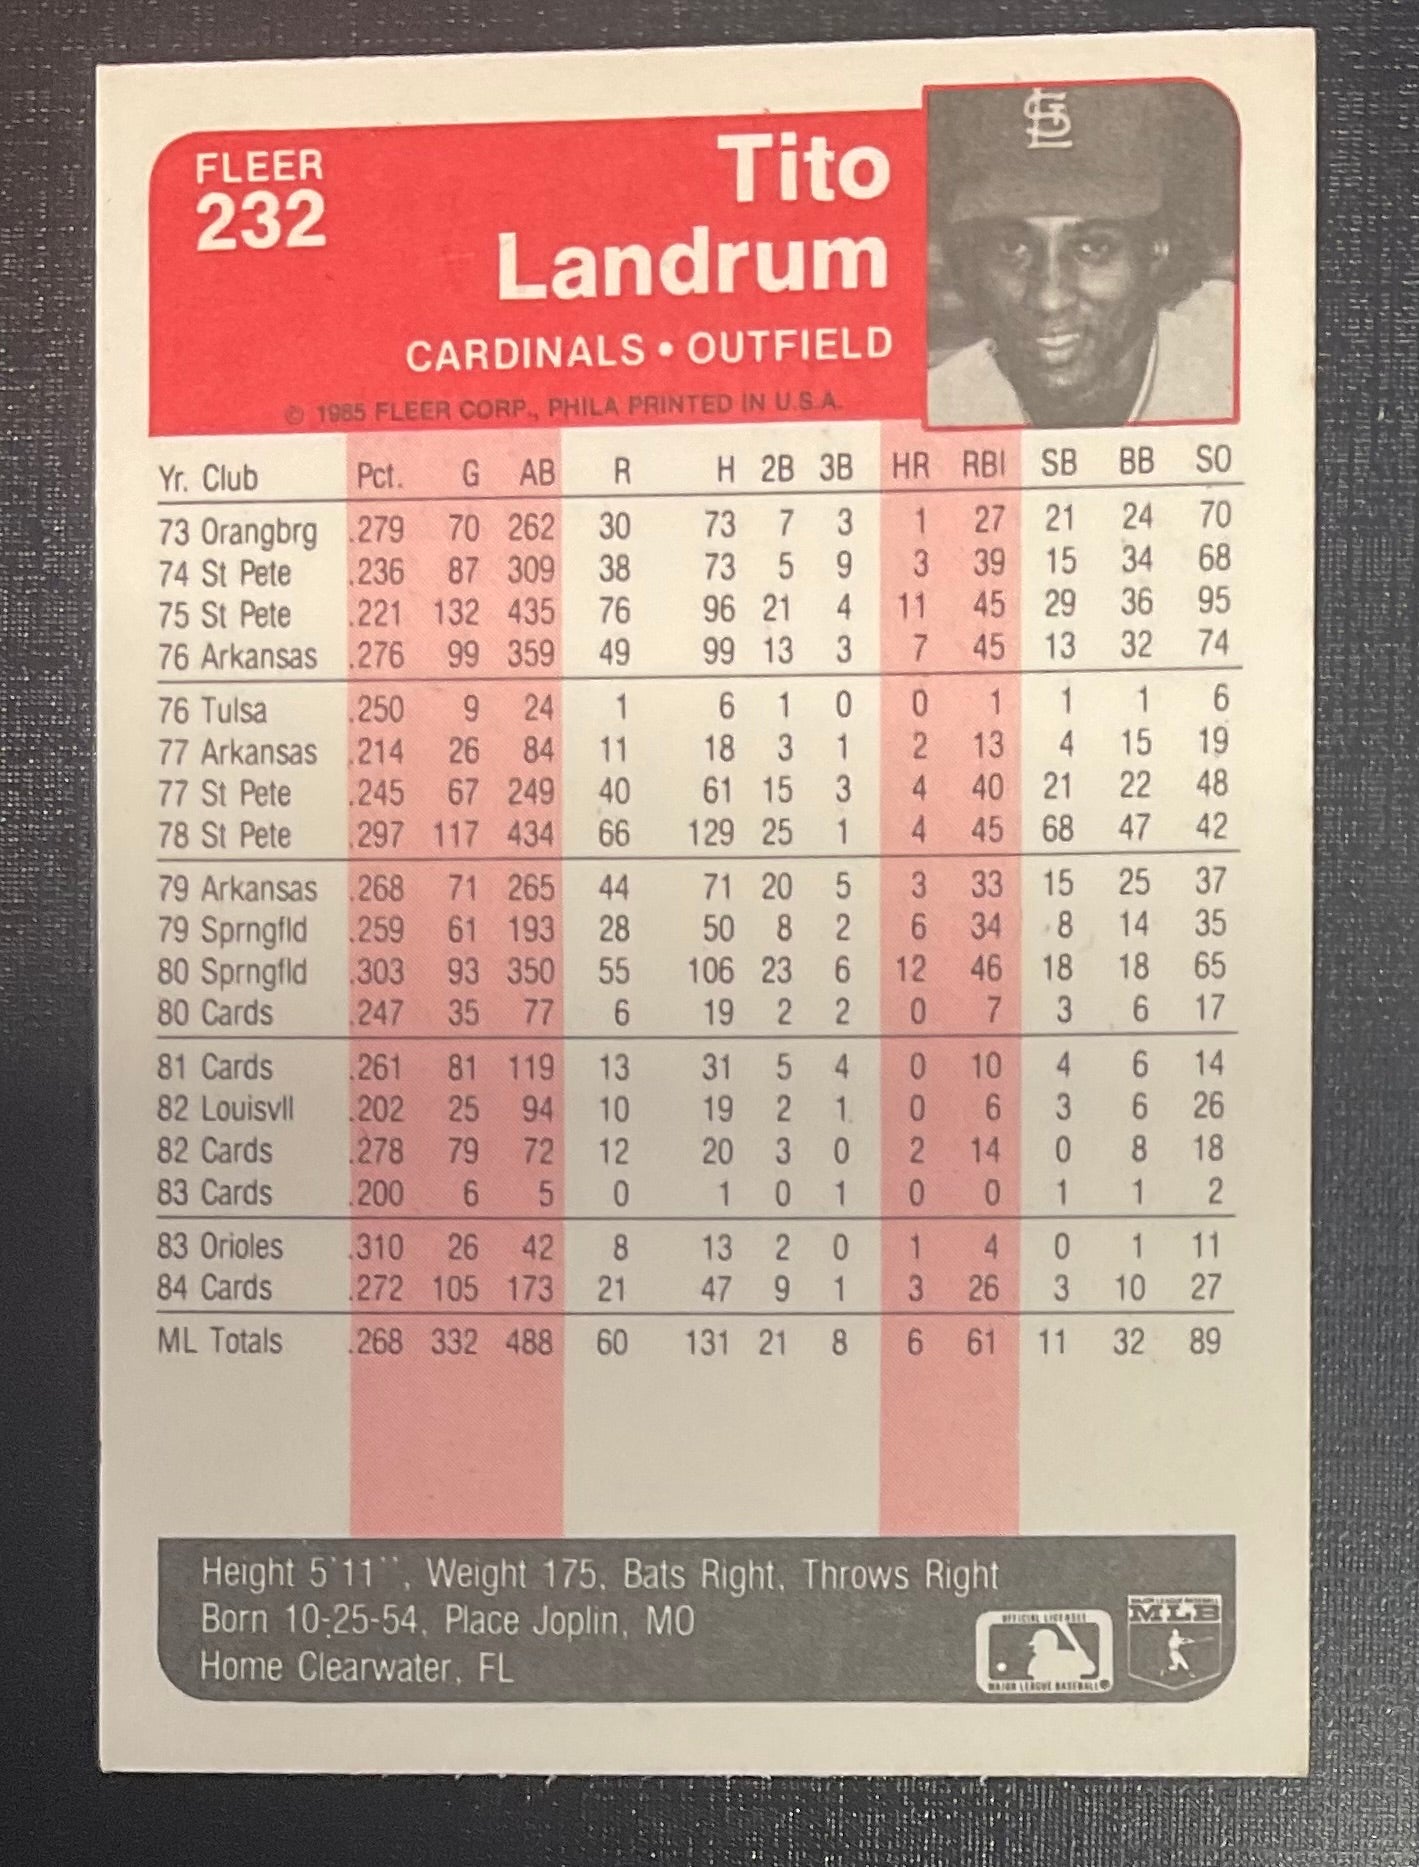 FLEER
232
Tito
Landrum
CARDINALS • OUTFIELD
© 1985 FLEER CORP., PHILA PRINTED IN U.S.A.
Yr. Club Pct. G AB R H 2B 3B HR RBI SB BB SO
73 Orangbrg .279 70 262 30 73 7 3 1 27 21 24 70
74 St Pete .236 87 309 38 73 5 9 3 39 15 34 68
75 St Pete .221 132 435 76 96 21 4 11 45 29 36 95
76 Arkansas .276 99 359 49 99 13 3 7 45 13 32 74
76 Tulsa .250 9 24 1 6 1 0 0 1 1 1 6
77 Arkansas .214 26 84 11 18 3 1 2 13 4 15 19
77 St Pete .245 67 249 40 61 15 3 4 40 21 22 48
78 St Pete .297 117 434 66 129 25 1 4 45 68 47 42
79 Arkansas .268 71 265 44 71 20 5 3 33 15 25 37
79 Sprngfld .259 61 193 28 50 8 2 6 34 8 14 35
80 Sprngfld .303 93 350 55 106 23 6 12 46 18 18 65
80 Cards .247 35 77 6 19 2 2 0 7 3 6 17
81 Cards .261 81 119 13 31 5 4 0 10 4 6 14
82 Louisvll .202 25 94 10 19 2 1 0 6 3 6 26
82 Cards .278 79 72 12 20 3 0 2 14 0 8 18
83 Cards .200 6 5 0 1 0 1 0 0 1 1 2
83 Orioles .310 26 42 8 13 2 0 1 4 0 1 11
84 Cards .272 105 173 21 47 9 1 3 26 3 10 27
ML Totals .268 332 488 60 131 21 8 6 61 11 32 89
Height 5'11'', Weight 175, Bats Right, Throws Right
Born 10-25-54, Place Joplin, MO
Home Clearwater, FL
OFFICIAL LICENSEE
MAJOR LEAGUE BASEBALL®
MAJOR LEAGUE BASEBALL
MLB